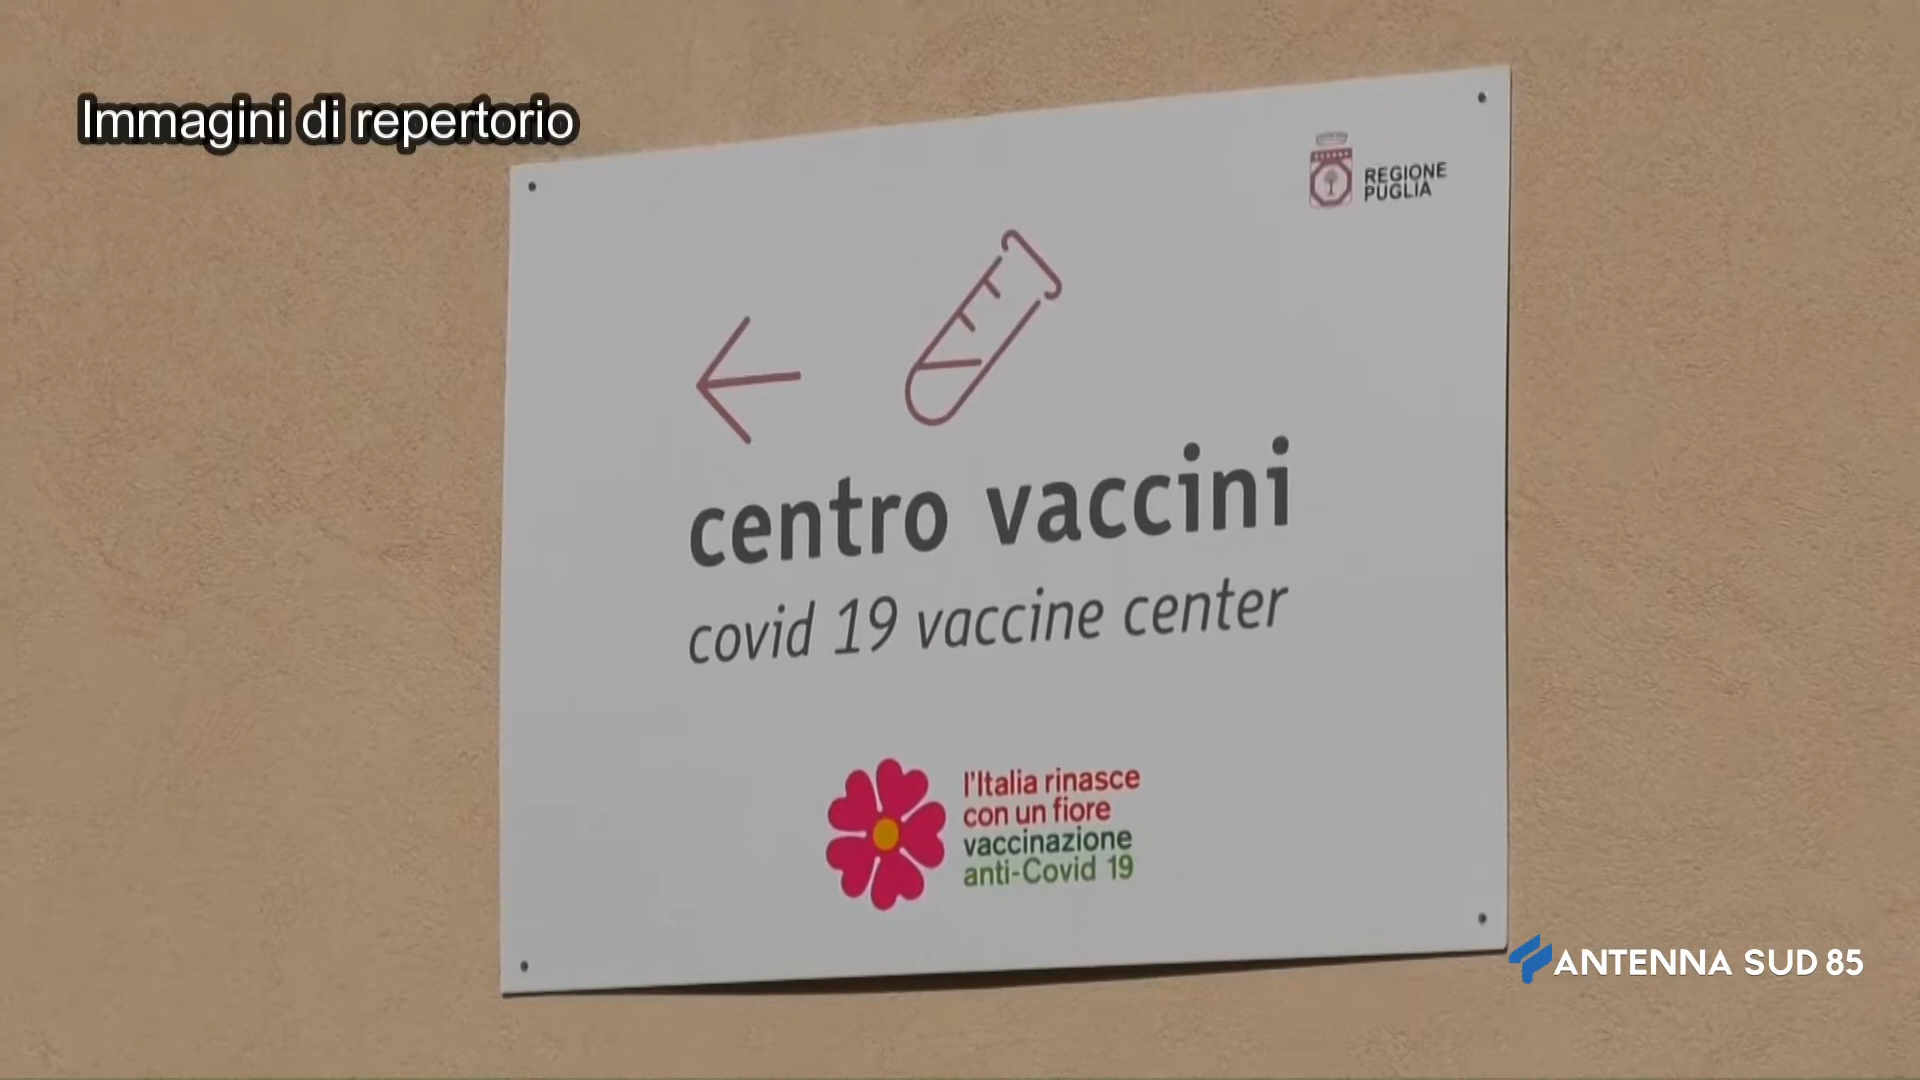 Immagini di repertorio
REGIONE
PUGLIA
centro vaccini
covid 19 vaccine center
l'Italia rinasce
con un fiore
vaccinazione
anti-Covid 19
ANTENNA SUD 85